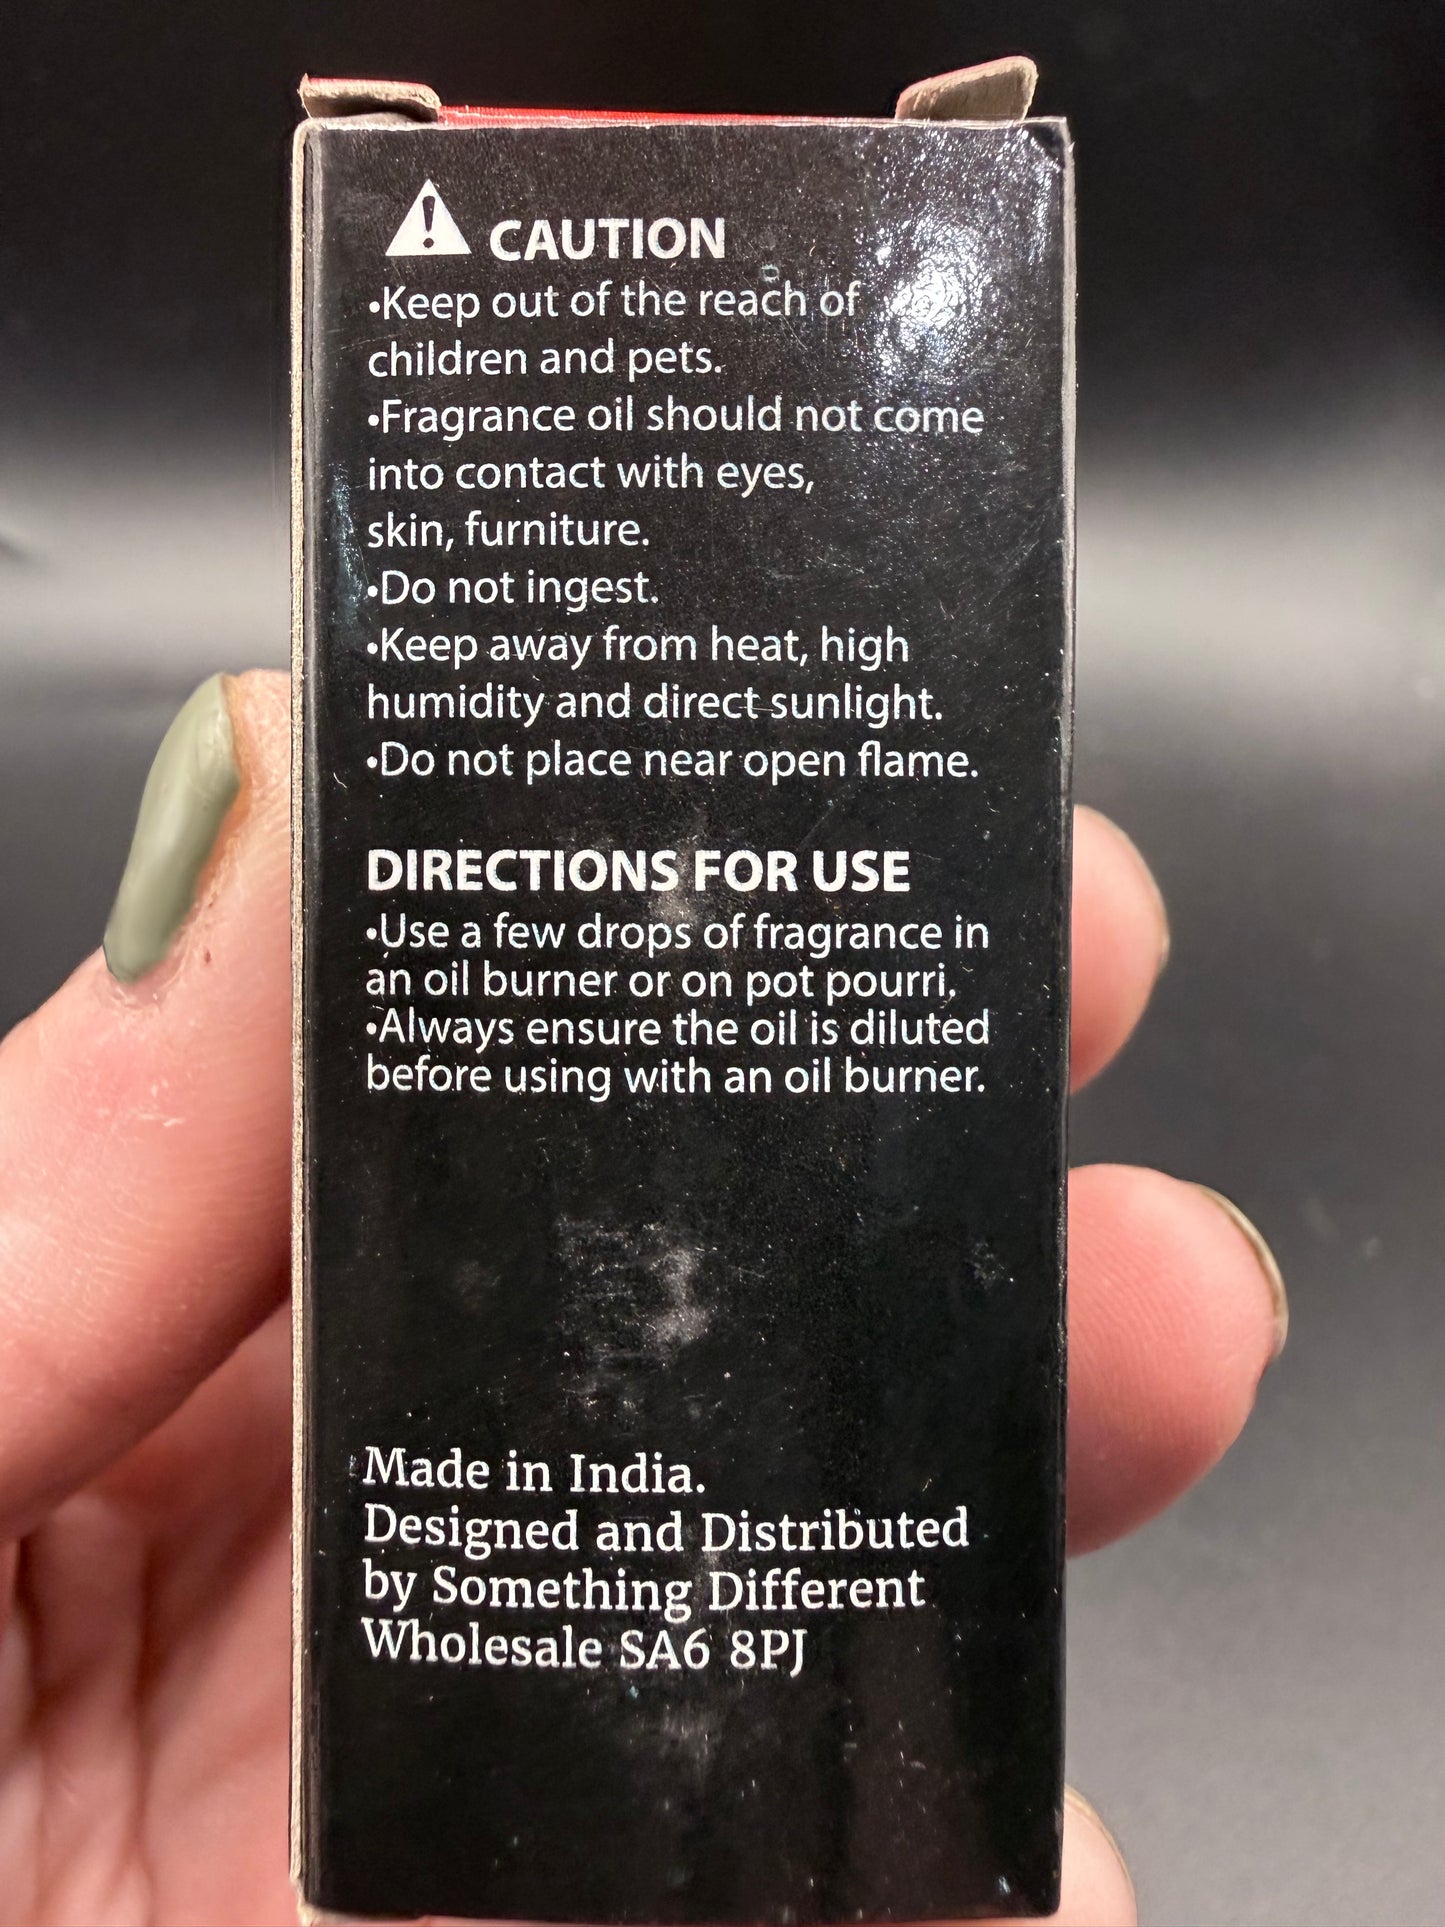 CAUTION
•Keep out of the reach of
children and pets.
•Fragrance oil should not come
into contact with eyes,
skin, furniture.
•Do not ingest.
•Keep away from heat, high
humidity and direct sunlight.
•Do not place near open flame.
DIRECTIONS FOR USE
•Use a few drops of fragrance in
an oil burner or on pot pourri.
•Always ensure the oil is diluted
before using with an oil burner.
Made in India.
Designed and Distributed
by Something Different
Wholesale SA6 8PJ